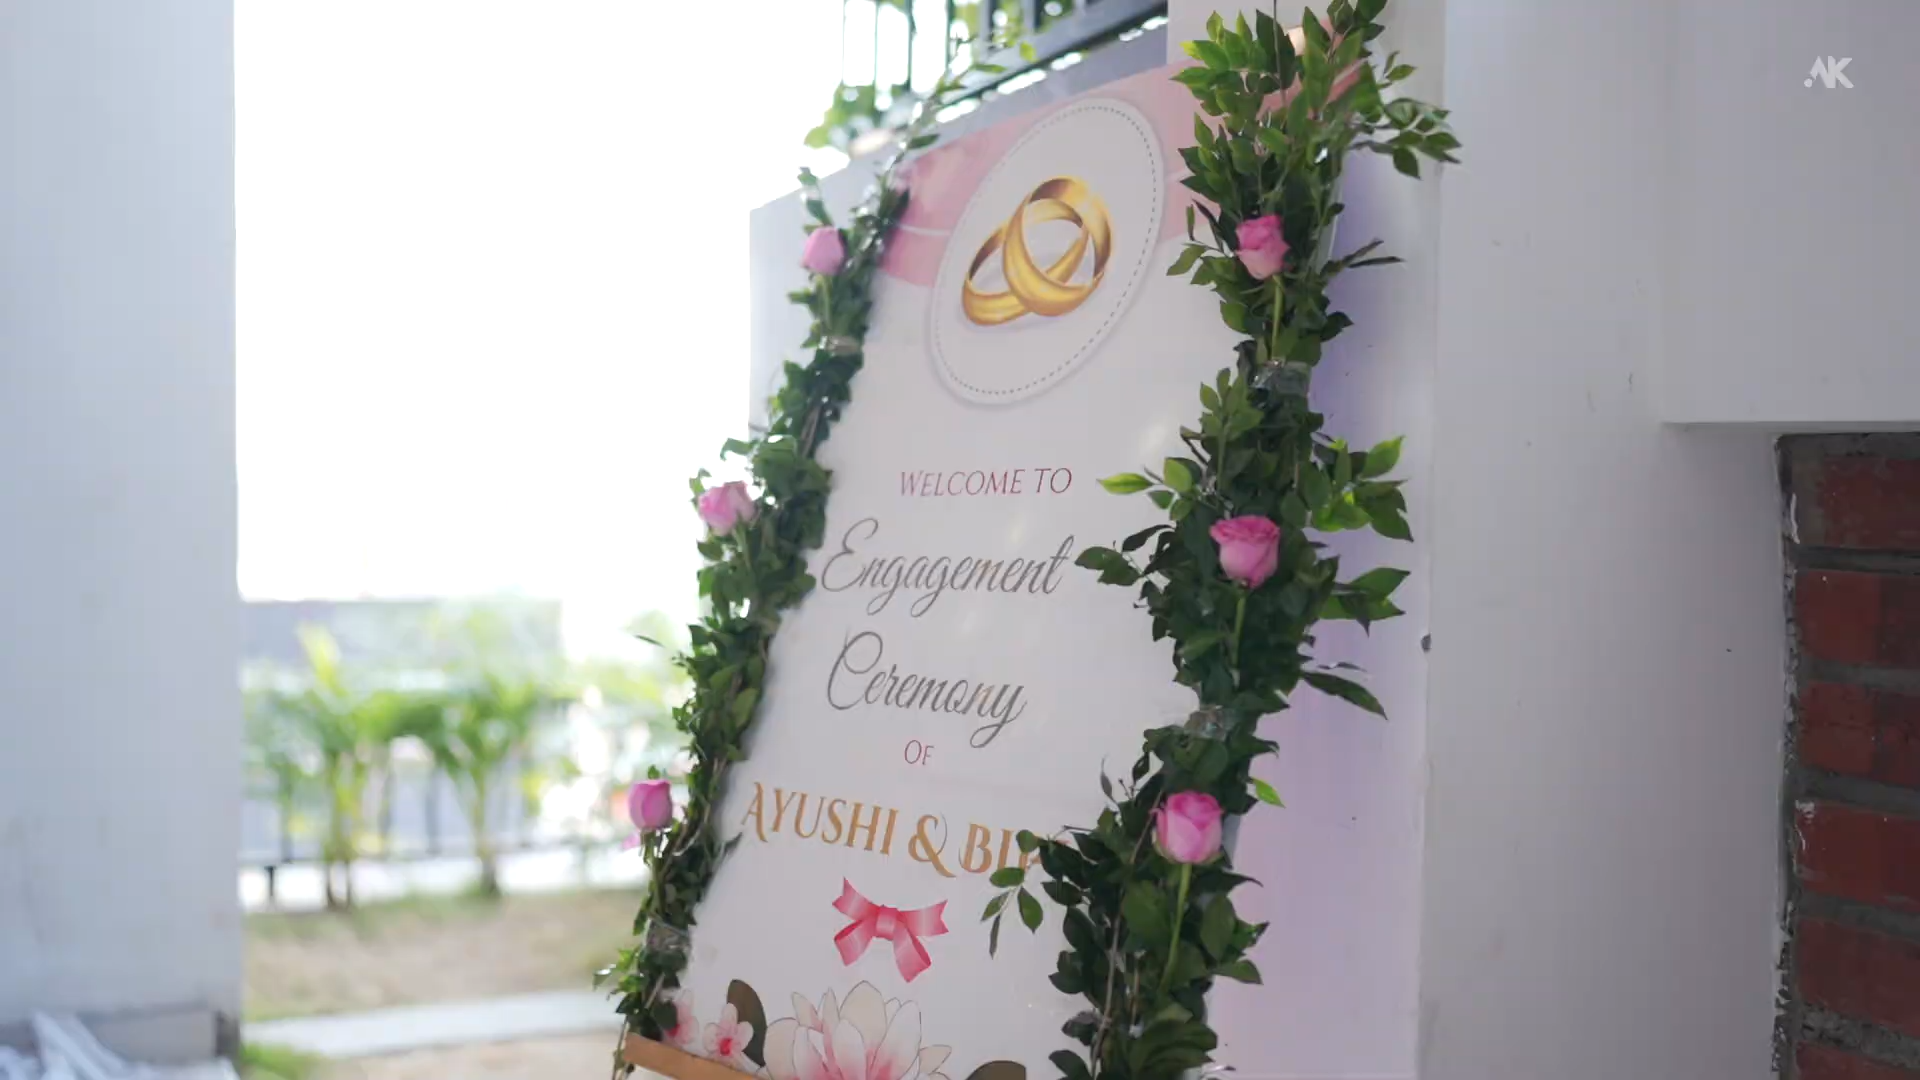 AK
WELCOME TO
Engagement
Ceremony
OF
AYUSHI &